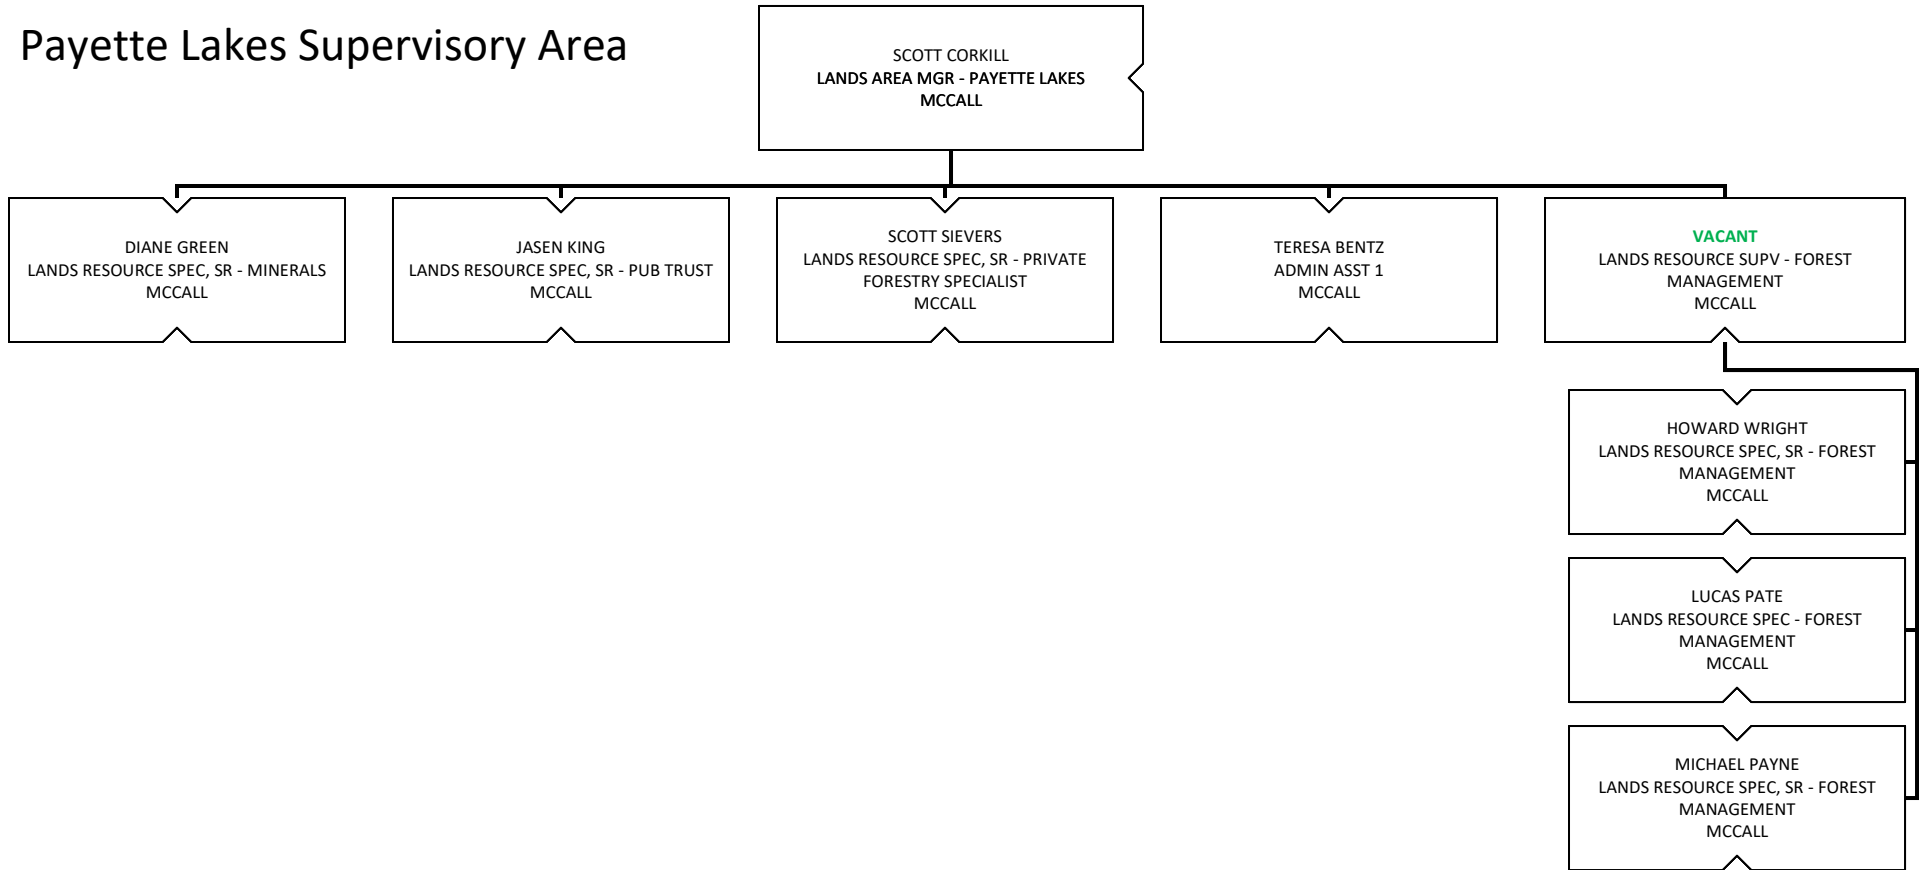 Payette Lakes Supervisory Area
SCOTT CORKILL
LANDS AREA MGR - PAYETTE LAKES
MCCALL
DIANE GREEN
LANDS RESOURCE SPEC, SR - MINERALS
MCCALL
JASEN KING
LANDS RESOURCE SPEC, SR - PUB TRUST
MCCALL
SCOTT SIEVERS
LANDS RESOURCE SPEC, SR - PRIVATE
FORESTRY SPECIALIST
MCCALL
TERESA BENTZ
ADMIN ASST 1
MCCALL
VACANT
LANDS RESOURCE SUPV - FOREST
MANAGEMENT
MCCALL
HOWARD WRIGHT
LANDS RESOURCE SPEC, SR - FOREST
MANAGEMENT
MCCALL
LUCAS PATE
LANDS RESOURCE SPEC - FOREST
MANAGEMENT
MCCALL
MICHAEL PAYNE
LANDS RESOURCE SPEC, SR - FOREST
MANAGEMENT
MCCALL